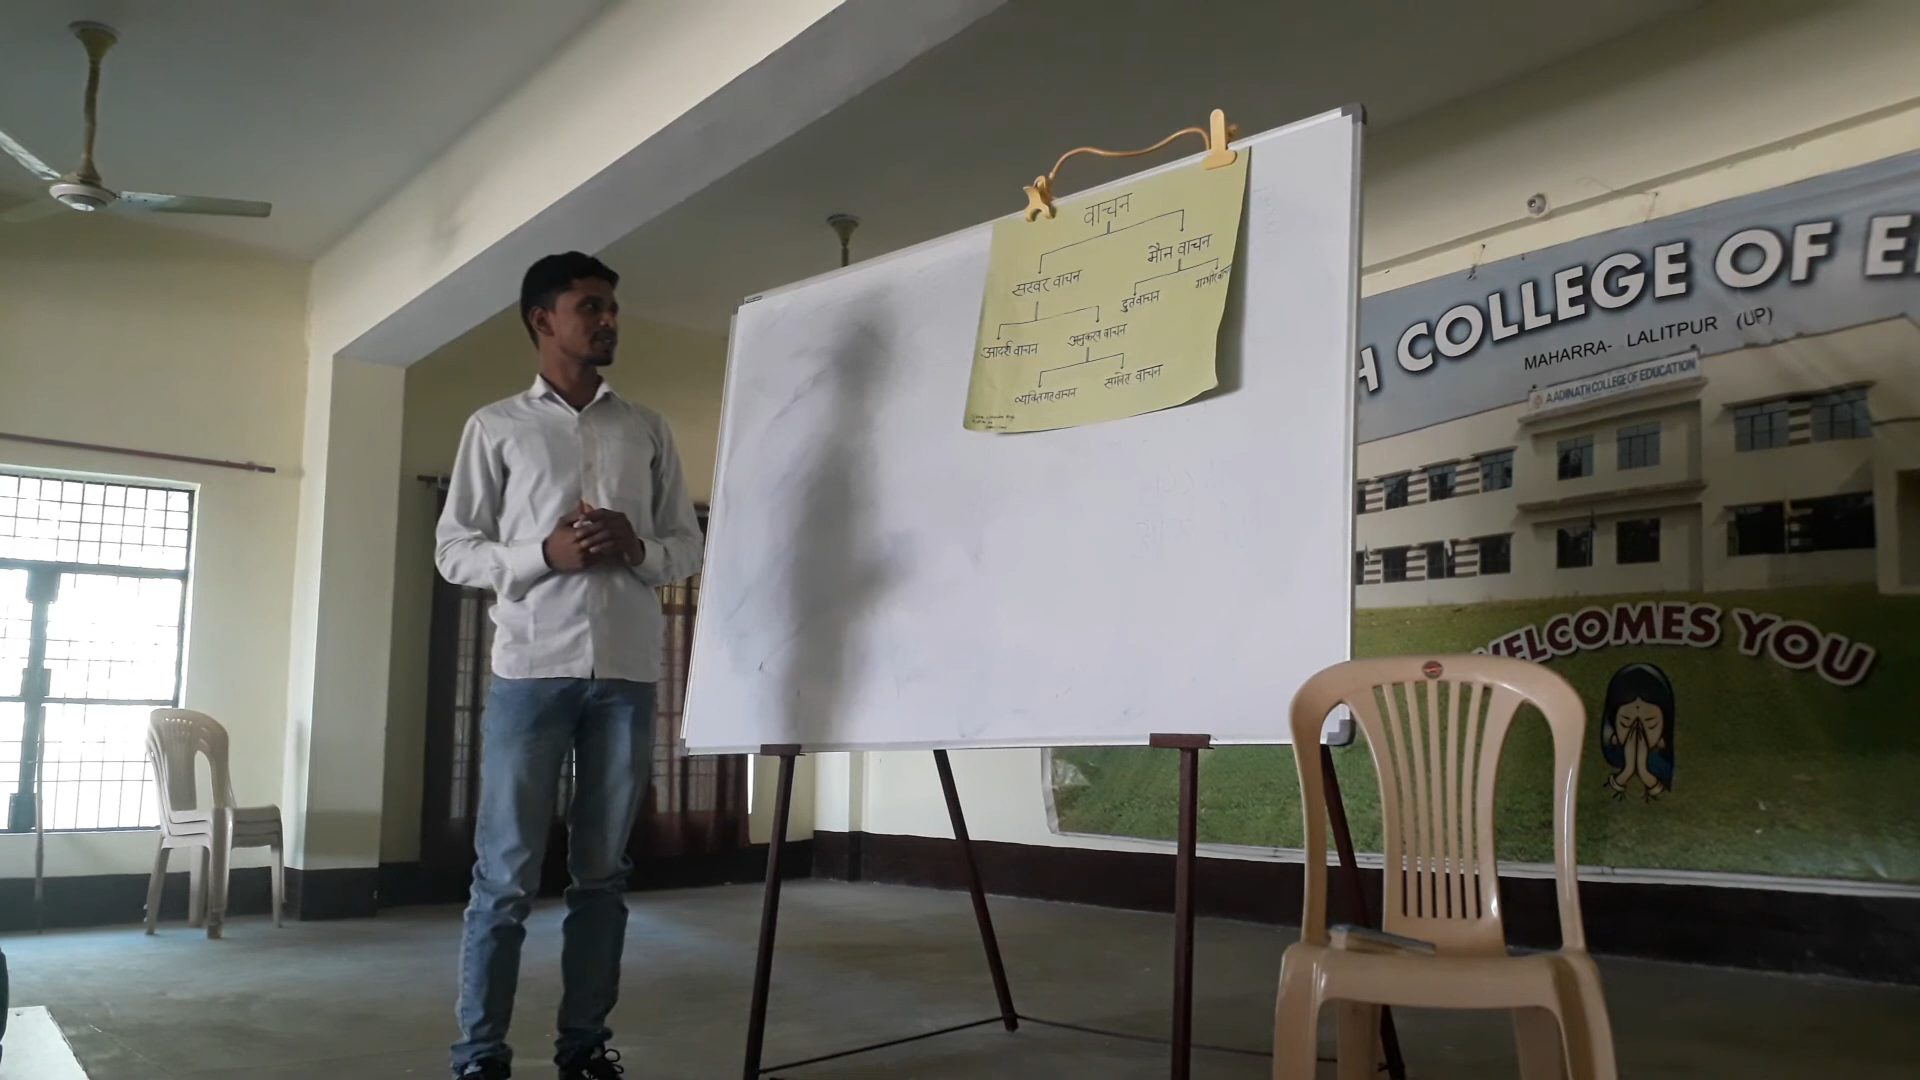 वाचन
मौन वाचन
सस्वर वाचन
द्रुतवाचन
आदर्श वाचन
अनुकरण वाचन
व्यक्तिगत वाचन
समवेत वाचन
H COLLEGE OF E
MAHARRA- LALITPUR (UP)
AADINATH COLLEGE OF EDUCATION
WELCOMES YOU